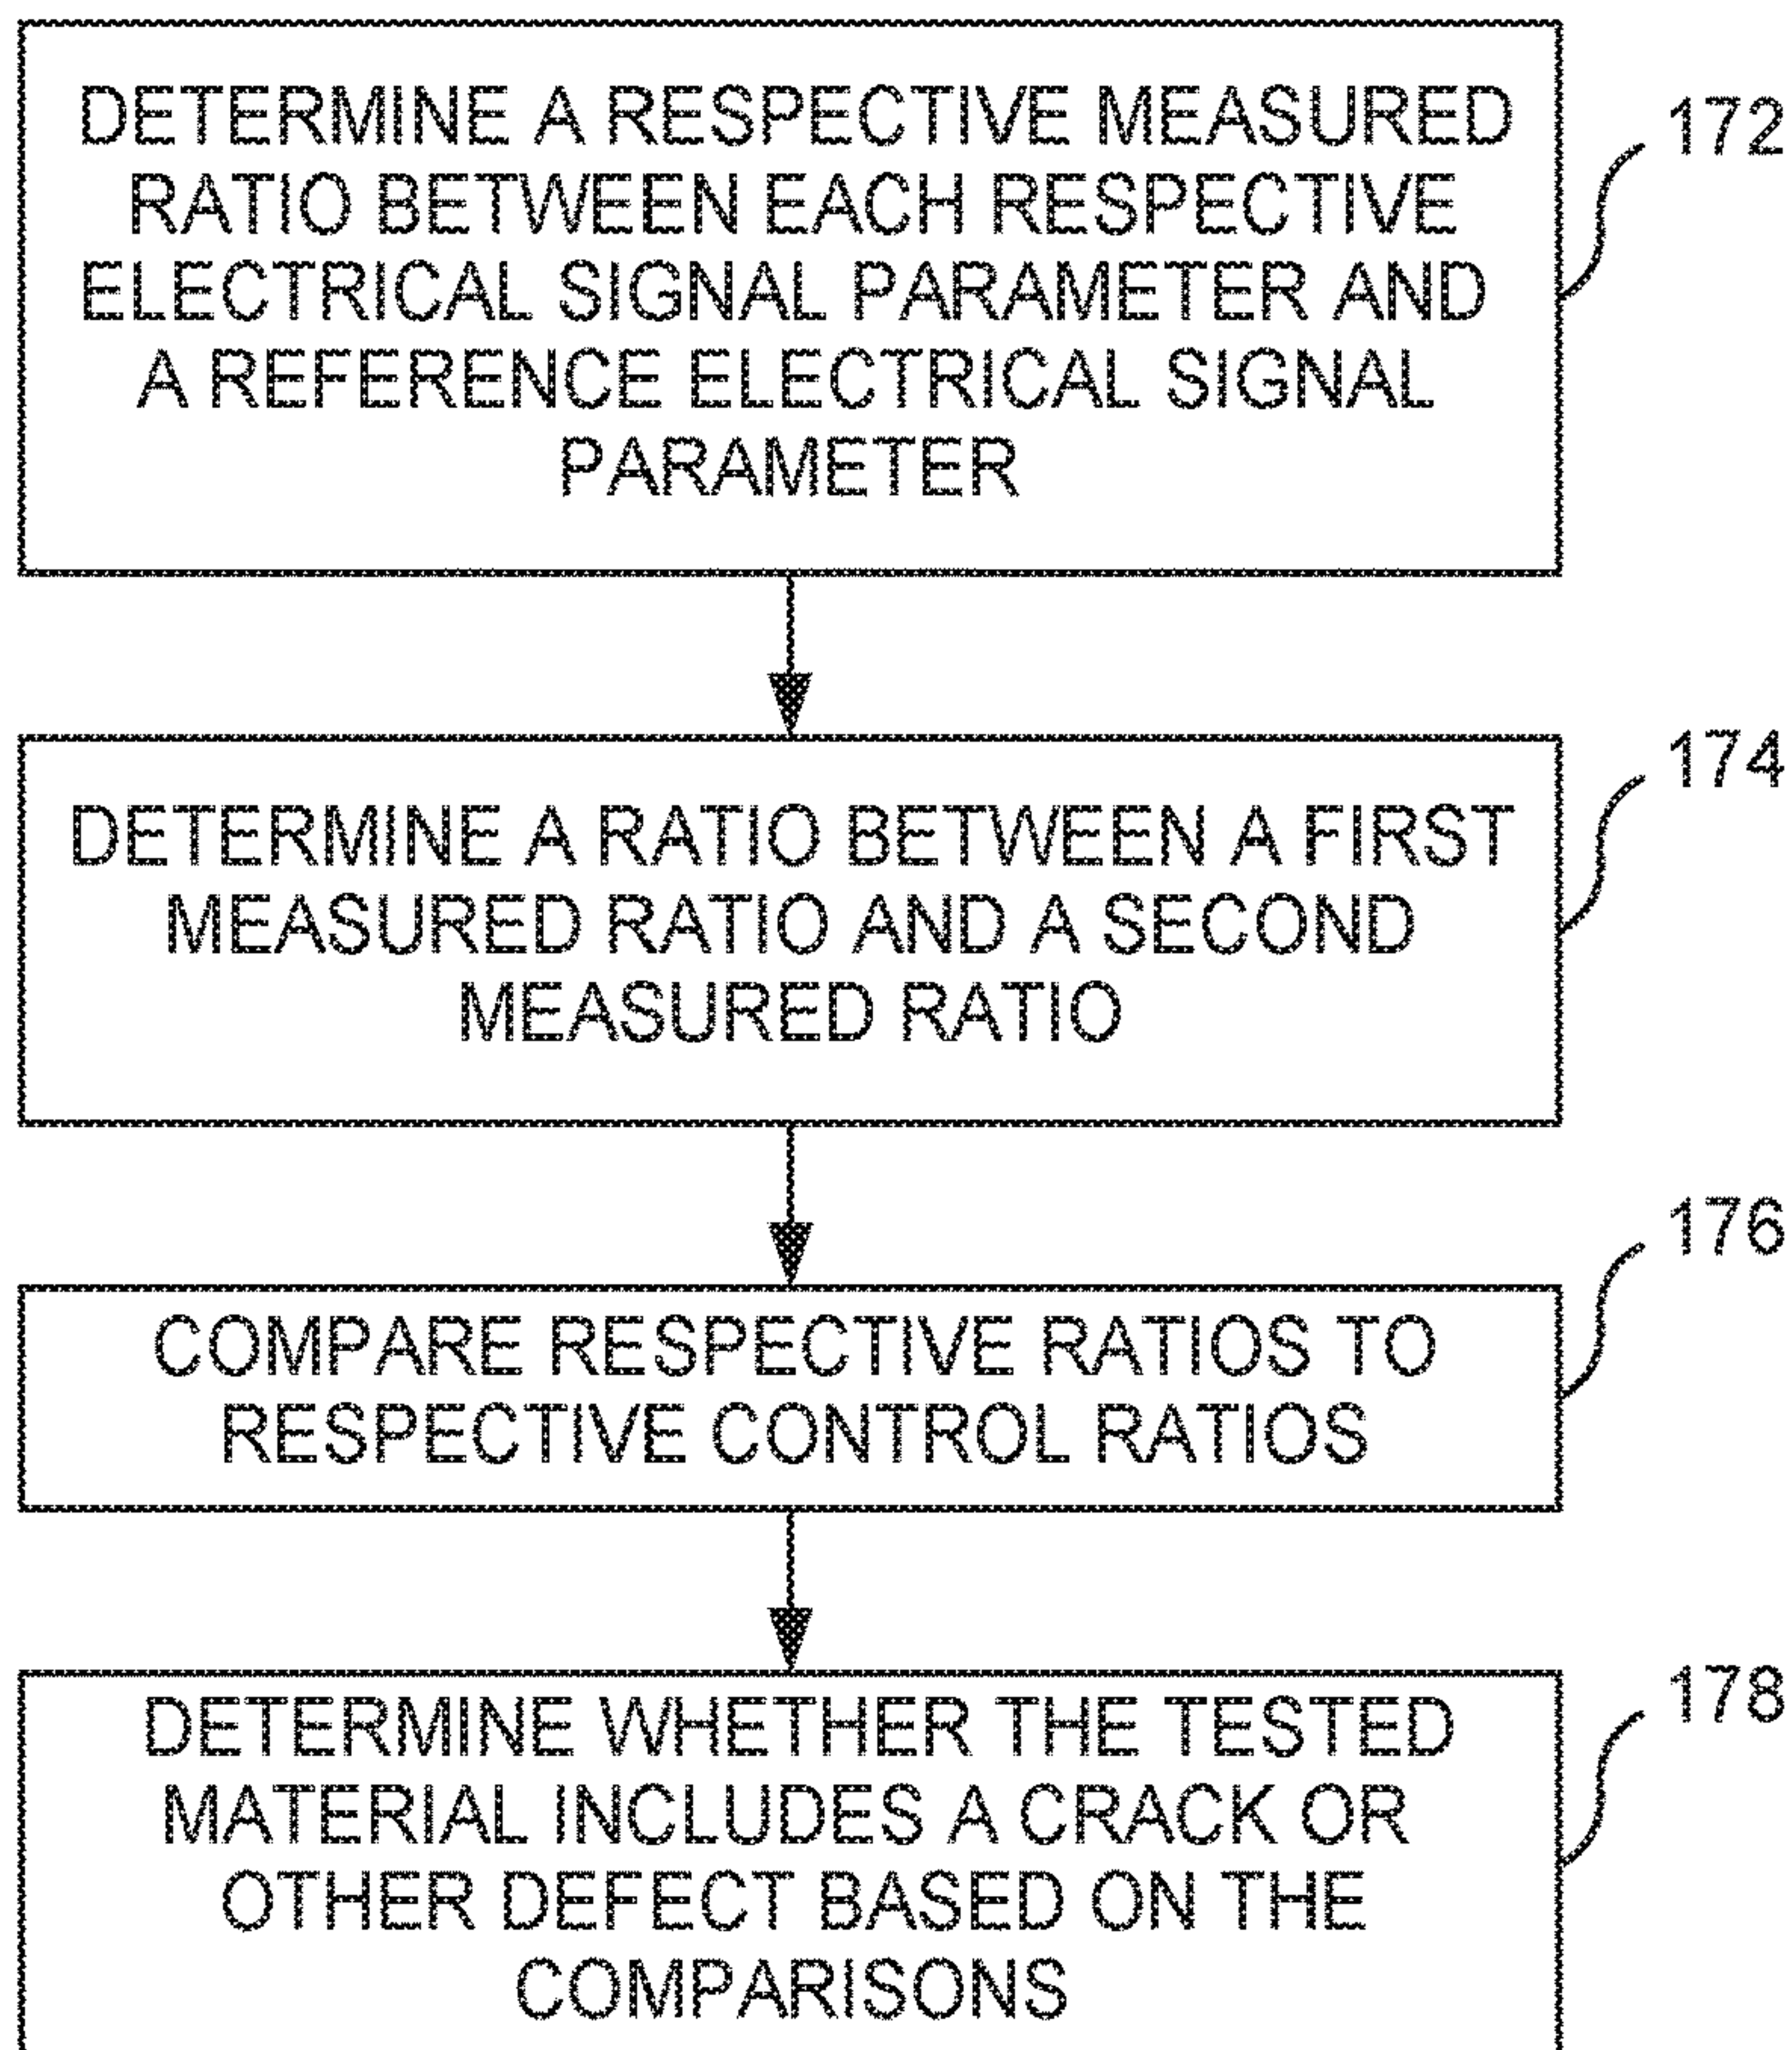 DETERMINE A RESPECTIVE MEASURED
RATIO BETWEEN EACH RESPECTIVE
ELECTRICAL SIGNAL PARAMETER AND
A REFERENCE ELECTRICAL SIGNAL
PARAMETER
172
DETERMINE A RATIO BETWEEN A FIRST
MEASURED RATIO AND A SECOND
MEASURED RATIO
174
COMPARE RESPECTIVE RATIOS TO
RESPECTIVE CONTROL RATIOS
176
DETERMINE WHETHER THE TESTED
MATERIAL INCLUDES A CRACK OR
OTHER DEFECT BASED ON THE
COMPARISONS
178